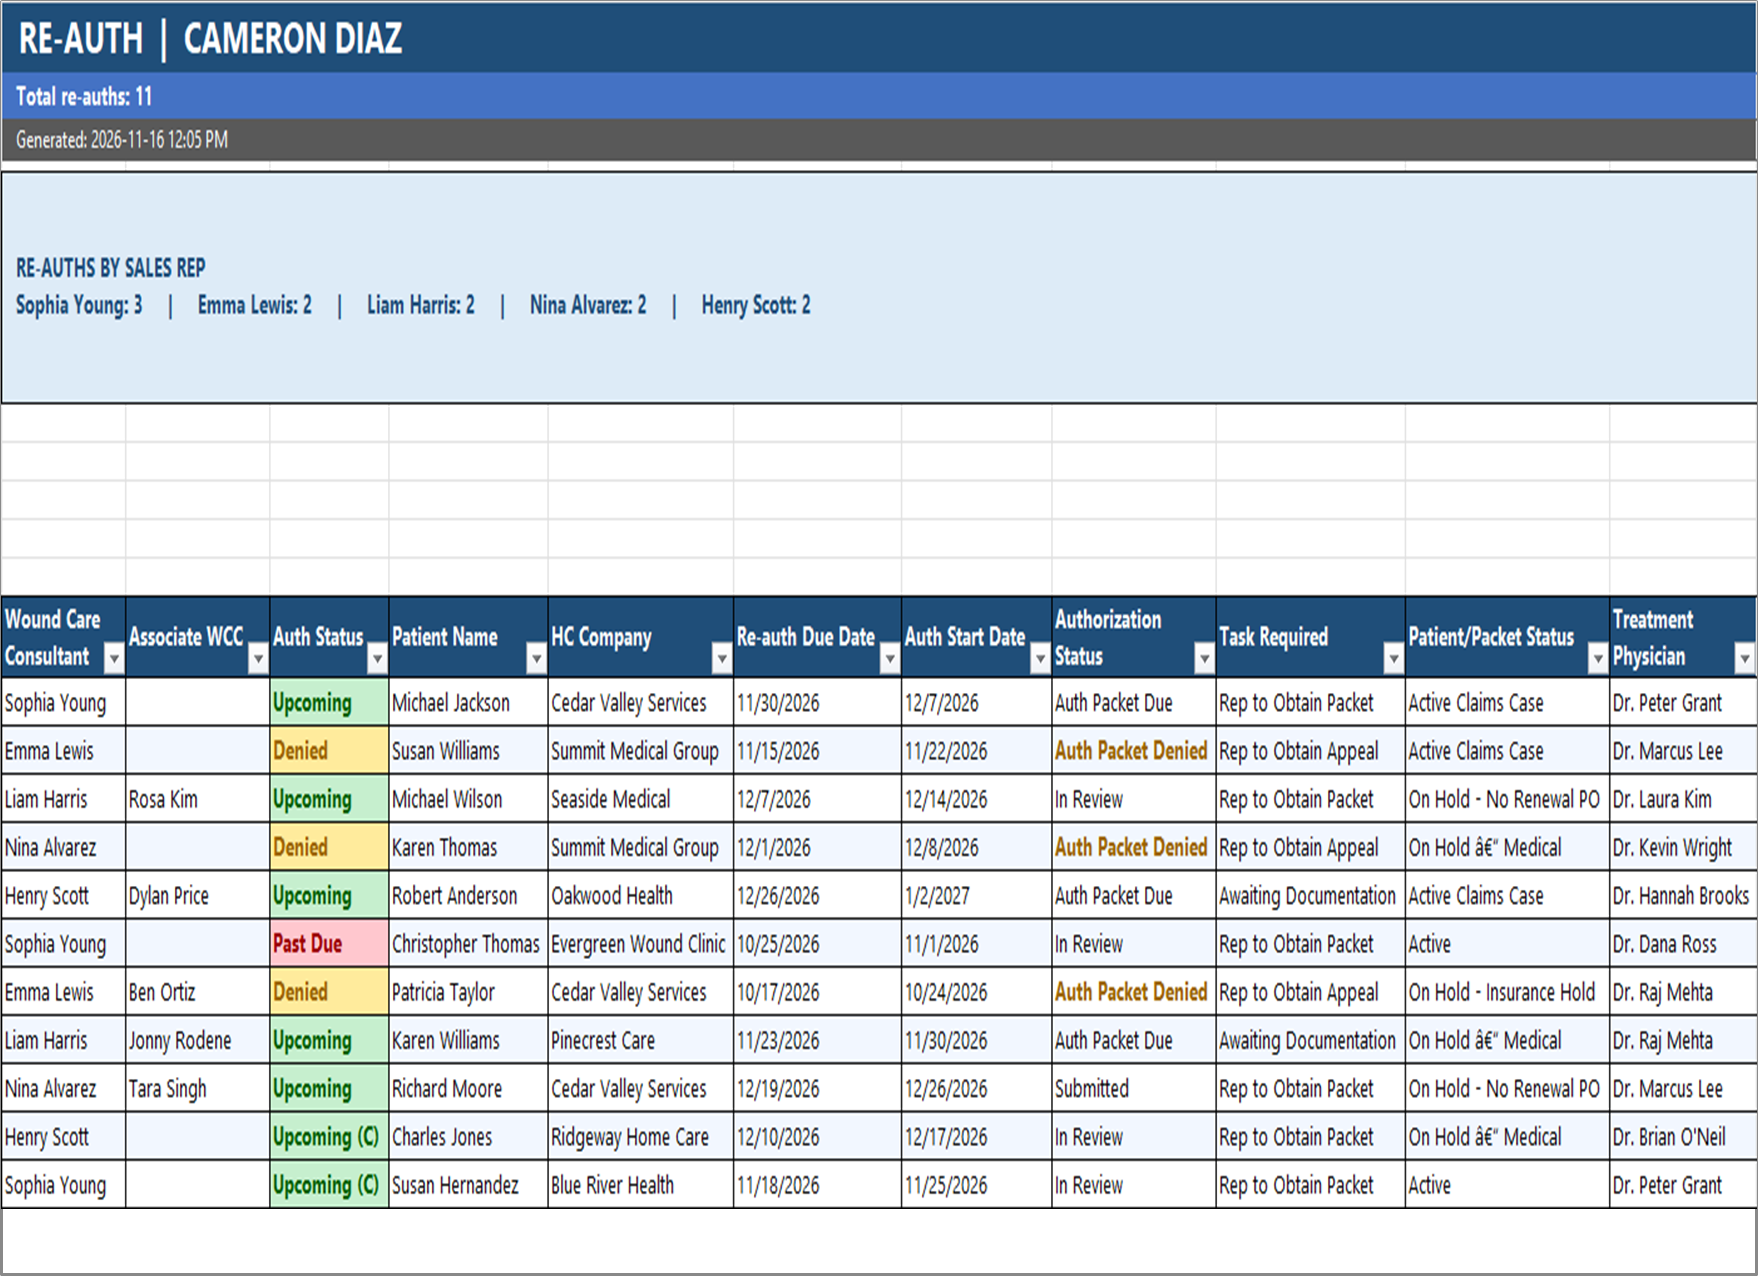 RE-AUTH | CAMERON DIAZ
Total re-auths: 11
Generated: 2026-11-16 12:05 PM
RE-AUTHS BY SALES REP
Sophia Young: 3 | Emma Lewis: 2 | Liam Harris: 2 | Nina Alvarez: 2 | Henry Scott: 2
Wound Care Consultant Associate WCC Auth Status Patient Name HC Company Re-auth Due Date Auth Start Date Authorization Status Task Required Patient/Packet Status Treatment Physician
Sophia Young Upcoming Michael Jackson Cedar Valley Services 11/30/2026 12/7/2026 Auth Packet Due Rep to Obtain Packet Active Claims Case Dr. Peter Grant
Emma Lewis Denied Susan Williams Summit Medical Group 11/15/2026 11/22/2026 Auth Packet Denied Rep to Obtain Appeal Active Claims Case Dr. Marcus Lee
Liam Harris Rosa Kim Upcoming Michael Wilson Seaside Medical 12/7/2026 12/14/2026 In Review Rep to Obtain Packet On Hold - No Renewal PO Dr. Laura Kim
Nina Alvarez Denied Karen Thomas Summit Medical Group 12/1/2026 12/8/2026 Auth Packet Denied Rep to Obtain Appeal On Hold â€“ Medical Dr. Kevin Wright
Henry Scott Dylan Price Upcoming Robert Anderson Oakwood Health 12/26/2026 1/2/2027 Auth Packet Due Awaiting Documentation Active Claims Case Dr. Hannah Brooks
Sophia Young Past Due Christopher Thomas Evergreen Wound Clinic 10/25/2026 11/1/2026 In Review Rep to Obtain Packet Active Dr. Dana Ross
Emma Lewis Ben Ortiz Denied Patricia Taylor Cedar Valley Services 10/17/2026 10/24/2026 Auth Packet Denied Rep to Obtain Appeal On Hold - Insurance Hold Dr. Raj Mehta
Liam Harris Jonny Rodene Upcoming Karen Williams Pinecrest Care 11/23/2026 11/30/2026 Auth Packet Due Awaiting Documentation On Hold â€“ Medical Dr. Raj Mehta
Nina Alvarez Tara Singh Upcoming Richard Moore Cedar Valley Services 12/19/2026 12/26/2026 Submitted Rep to Obtain Packet On Hold - No Renewal PO Dr. Marcus Lee
Henry Scott Upcoming (C) Charles Jones Ridgeway Home Care 12/10/2026 12/17/2026 In Review Rep to Obtain Packet On Hold â€“ Medical Dr. Brian O'Neil
Sophia Young Upcoming (C) Susan Hernandez Blue River Health 11/18/2026 11/25/2026 In Review Rep to Obtain Packet Active Dr. Peter Grant